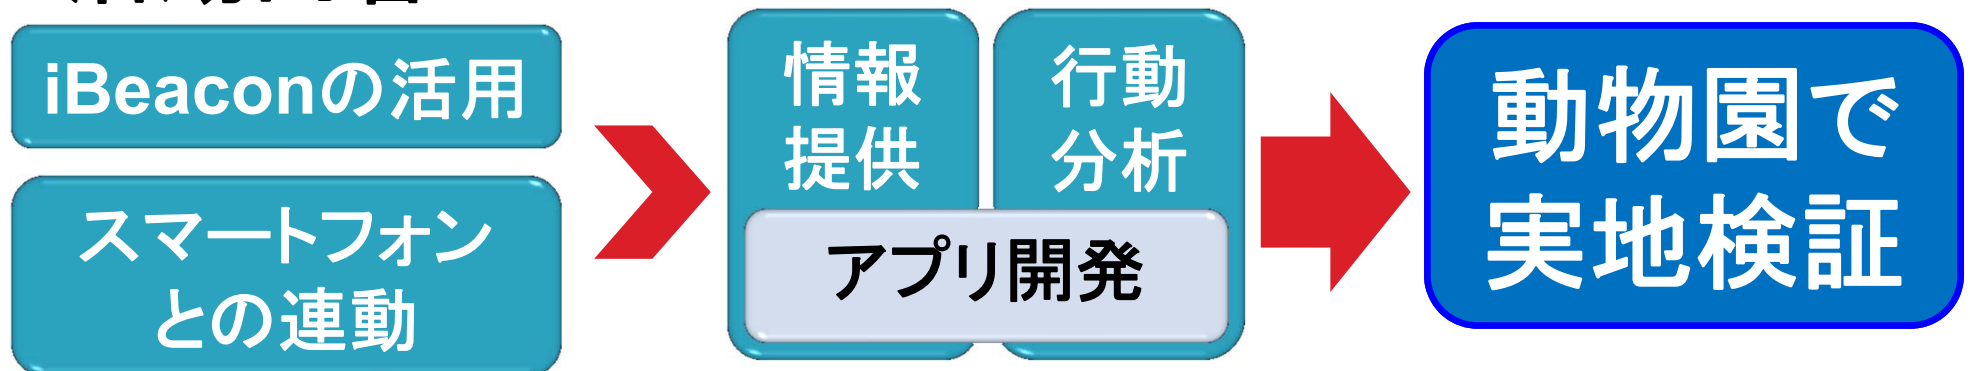 iBeaconの活用
スマートフォン
との連動
情報
提供
行動
分析
アプリ開発
動物園で
実地検証